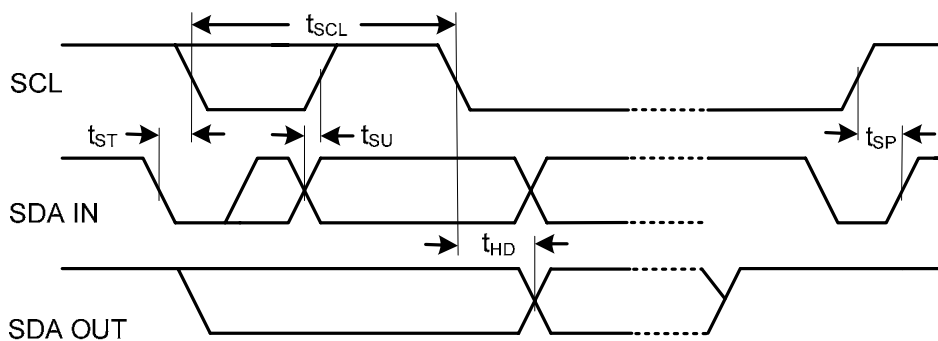 tSCL
SCL
tST
tSU
tSP
SDA IN
tHD
SDA OUT